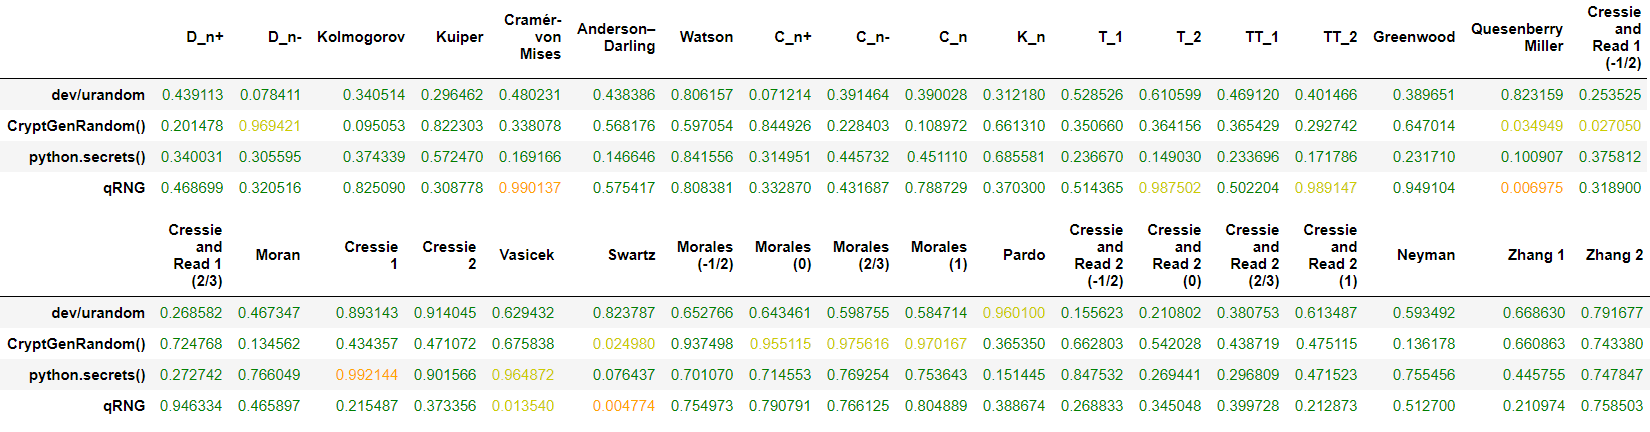 D_n+ D_n- Kolmogorov Kuiper Cramér-von Mises Anderson–Darling Watson C_n+ C_n- C_n K_n T_1 T_2 TT_1 TT_2 Greenwood Quesenberry Miller Cressie and Read 1 (-1/2)
dev/urandom 0.439113 0.078411 0.340514 0.296462 0.480231 0.438386 0.806157 0.071214 0.391464 0.390028 0.312180 0.528526 0.610599 0.469120 0.401466 0.389651 0.823159 0.253525
CryptGenRandom() 0.201478 0.969421 0.095053 0.822303 0.338078 0.568176 0.597054 0.844926 0.228403 0.108972 0.661310 0.350660 0.364156 0.365429 0.292742 0.647014 0.034949 0.027050
python.secrets() 0.340031 0.305595 0.374339 0.572470 0.169166 0.146646 0.841556 0.314951 0.445732 0.451110 0.685581 0.236670 0.149030 0.233696 0.171786 0.231710 0.100907 0.375812
qRNG 0.468699 0.320516 0.825090 0.308778 0.990137 0.575417 0.808381 0.332870 0.431687 0.788729 0.370300 0.514365 0.987502 0.502204 0.989147 0.949104 0.006975 0.318900
Cressie and Read 1 (2/3) Moran Cressie 1 Cressie 2 Vasicek Swartz Morales (-1/2) Morales (0) Morales (2/3) Morales (1) Pardo Cressie and Read 2 (-1/2) Cressie and Read 2 (0) Cressie and Read 2 (2/3) Cressie and Read 2 (1) Neyman Zhang 1 Zhang 2
dev/urandom 0.268582 0.467347 0.893143 0.914045 0.629432 0.823787 0.652766 0.643461 0.598755 0.584714 0.960100 0.155623 0.210802 0.380753 0.613487 0.593492 0.668630 0.791677
CryptGenRandom() 0.724768 0.134562 0.434357 0.471072 0.675838 0.024980 0.937498 0.955115 0.975616 0.970167 0.365350 0.662803 0.542028 0.438719 0.475115 0.136178 0.660863 0.743380
python.secrets() 0.272742 0.766049 0.992144 0.901566 0.964872 0.076437 0.701070 0.714553 0.769254 0.753643 0.151445 0.847532 0.269441 0.296809 0.471523 0.755456 0.445755 0.747847
qRNG 0.946334 0.465897 0.215487 0.373356 0.013540 0.004774 0.754973 0.790791 0.766125 0.804889 0.388674 0.268833 0.345048 0.399728 0.212873 0.512700 0.210974 0.758503